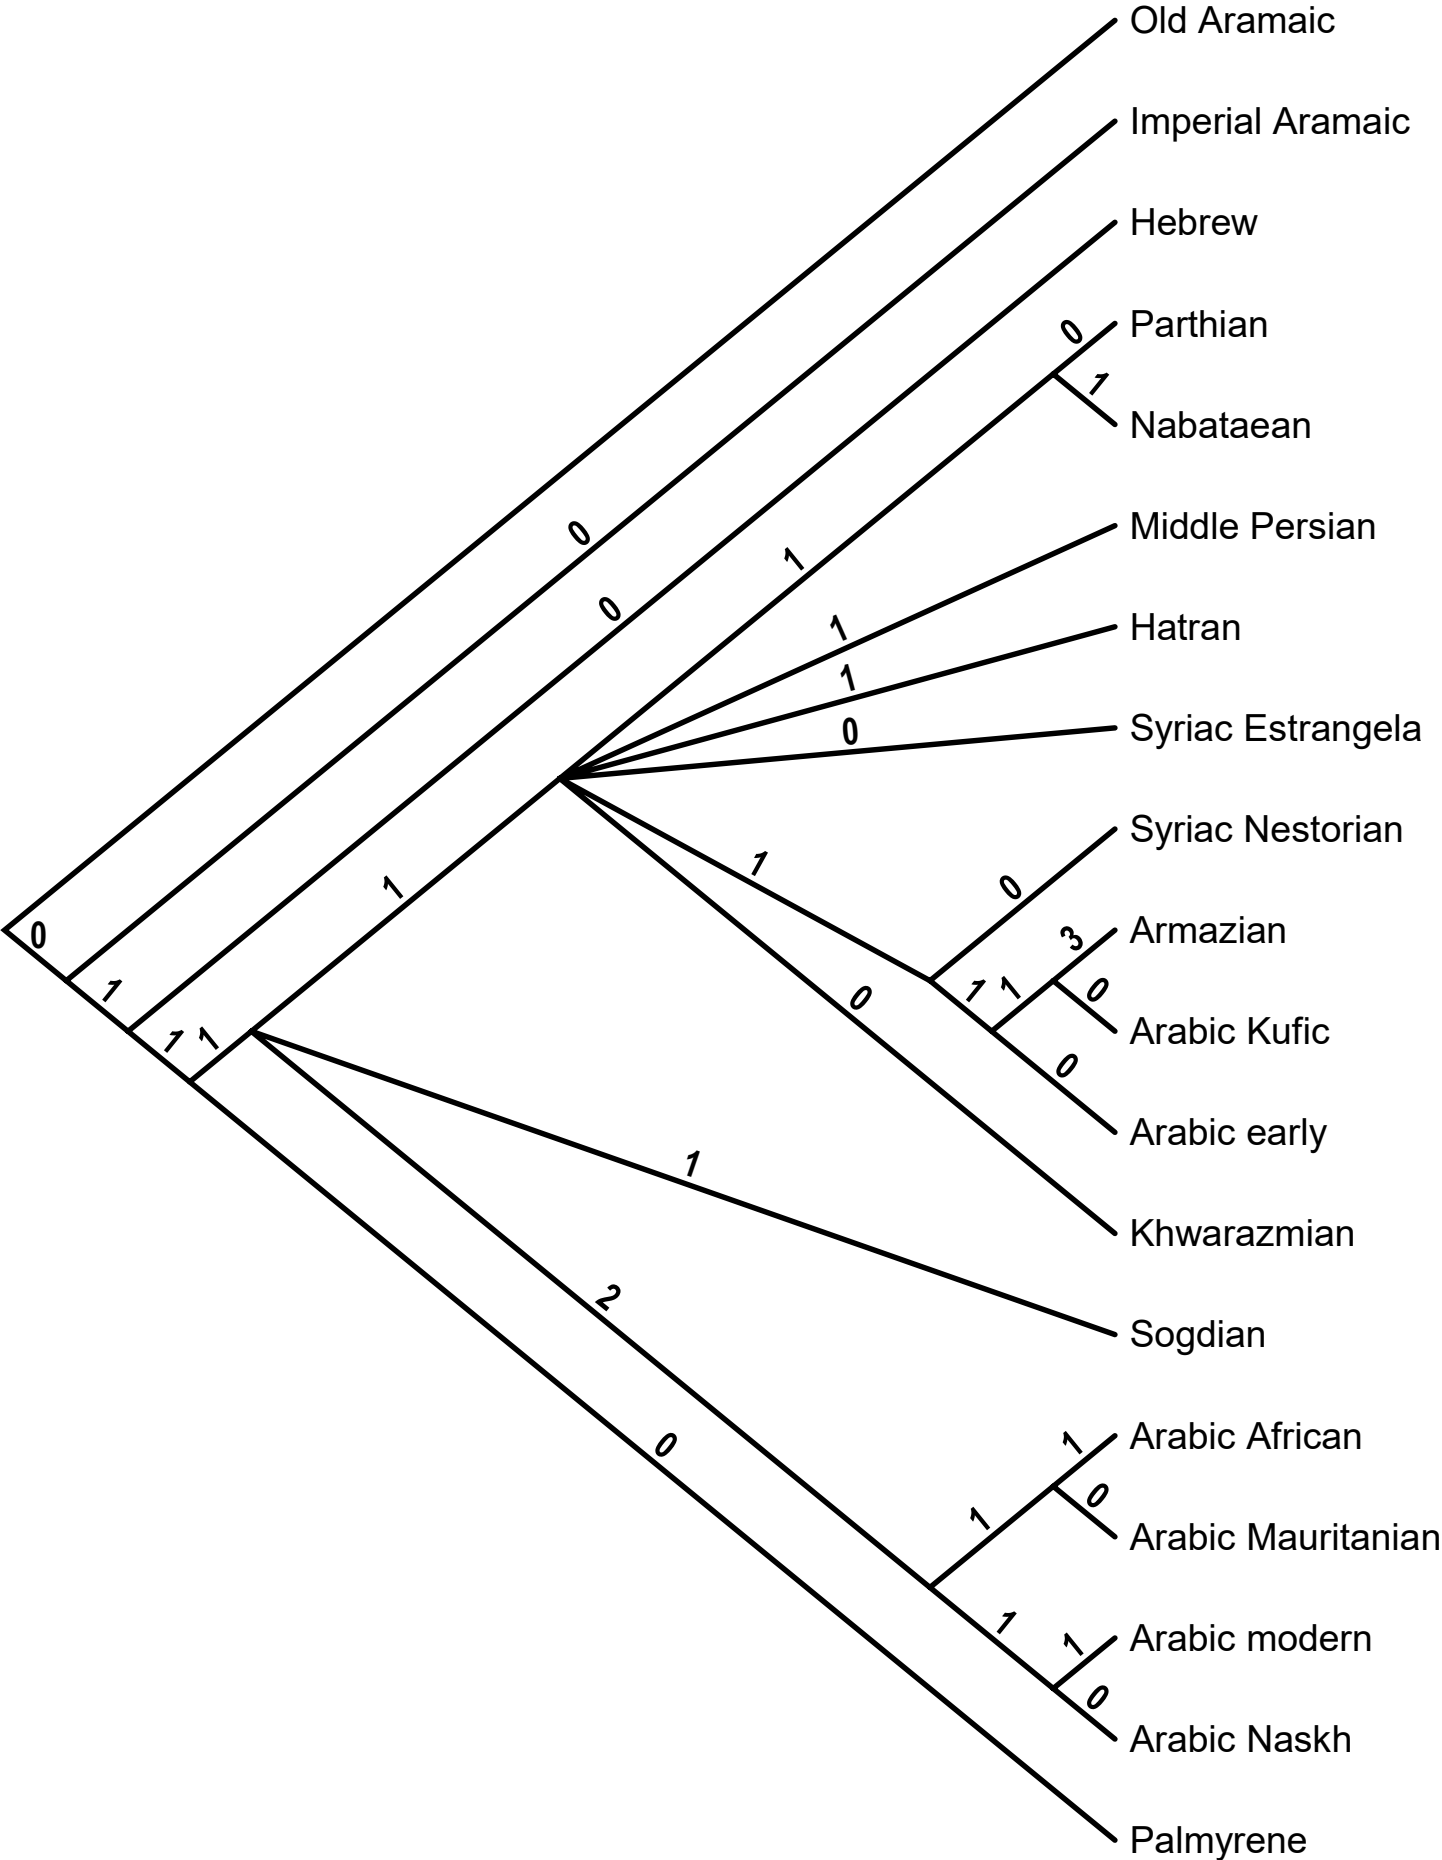 Old Aramaic
Imperial Aramaic
Hebrew
0 Parthian
1
Nabataean
0
1
Middle Persian
0
1
Hatran
1
0
Syriac Estrangela
1
1
Syriac Nestorian
0
0
3
Armazian
1
1 1
0
0
Arabic Kufic
1 1
0
Arabic early
1
Khwarazmian
2
Sogdian
0
1
Arabic African
0
1
Arabic Mauritanian
1
1
Arabic modern
0
Arabic Naskh
Palmyrene